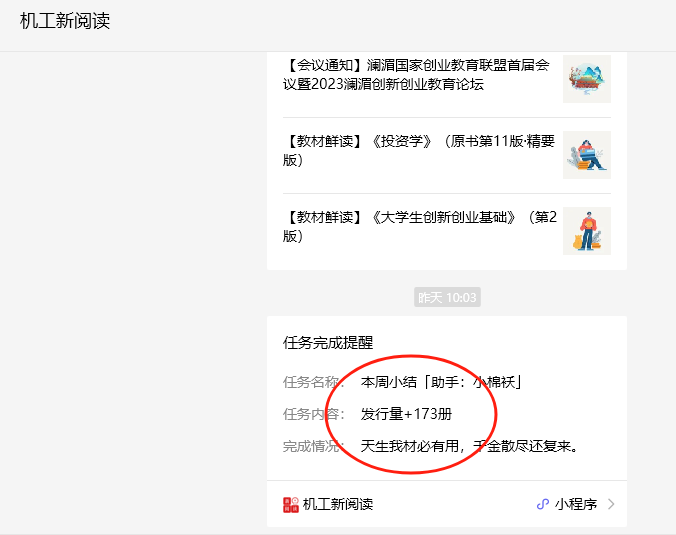 机工新阅读
【会议通知】澜湄国家创业教育联盟首届会
议暨2023澜湄创新创业教育论坛
【教材鲜读】《投资学》（原书第11版·精要
版）
【教材鲜读】《大学生创新创业基础》（第2
版）
昨天 10:03
任务完成提醒
任务名称： 本周小结「助手：小棉袄」
任务内容： 发行量+173册
完成情况： 天生我材必有用，千金散尽还复来。
机工新阅读 小程序